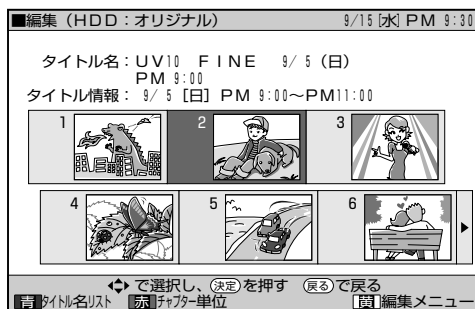 ■編集（HDD：オリジナル） 9/15 [水] PM 9:30
タイトル名：UV10 FINE 9/ 5（日）
PM 9:00
タイトル情報： 9/ 5 [日] PM 9:00～PM11:00
1 2 3
4 5 6
で選択し、決定を押す 戻るで戻る
青タイトル名リスト 赤チャプター単位 黄編集メニュー